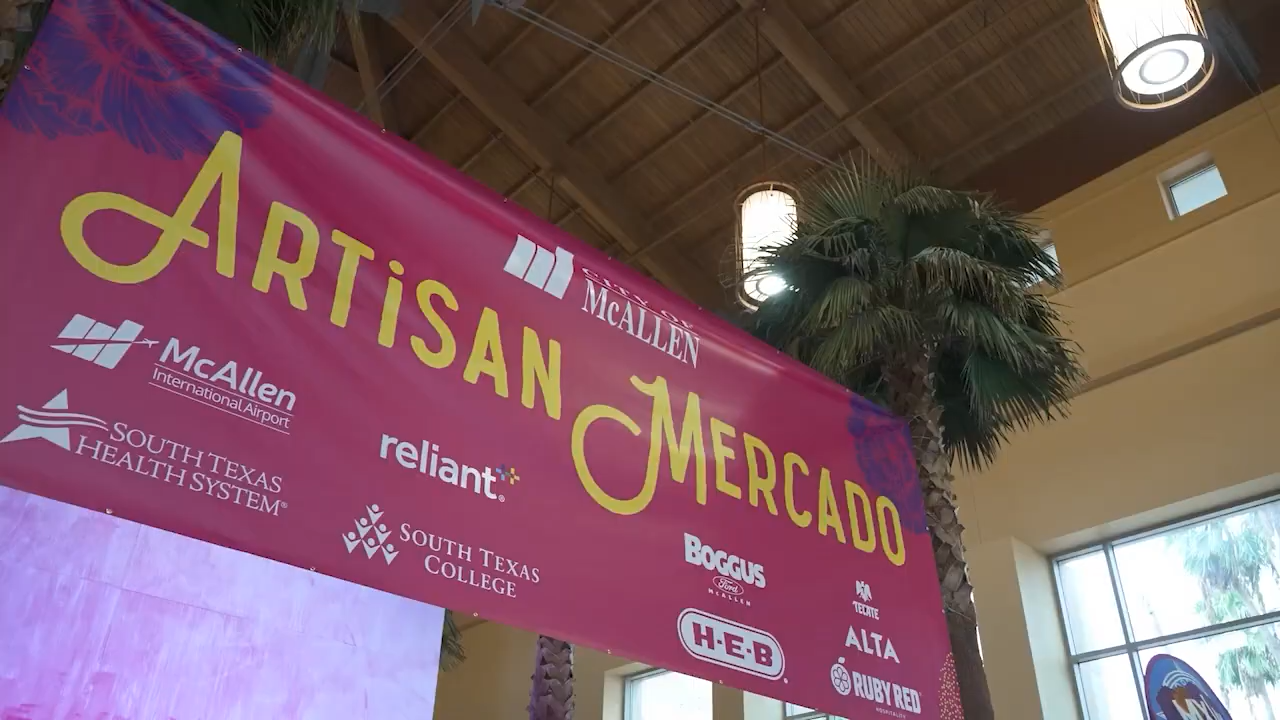 ARTiSAN MERCADO
CITY OF
McALLEN
McAllen
International Airport
SOUTH TEXAS
HEALTH SYSTEM®
reliant
SOUTH TEXAS
COLLEGE
BOGGUS
Ford
McALLEN
H-E-B
TECATE
ALTA
RUBY RED
HOSPITALITY